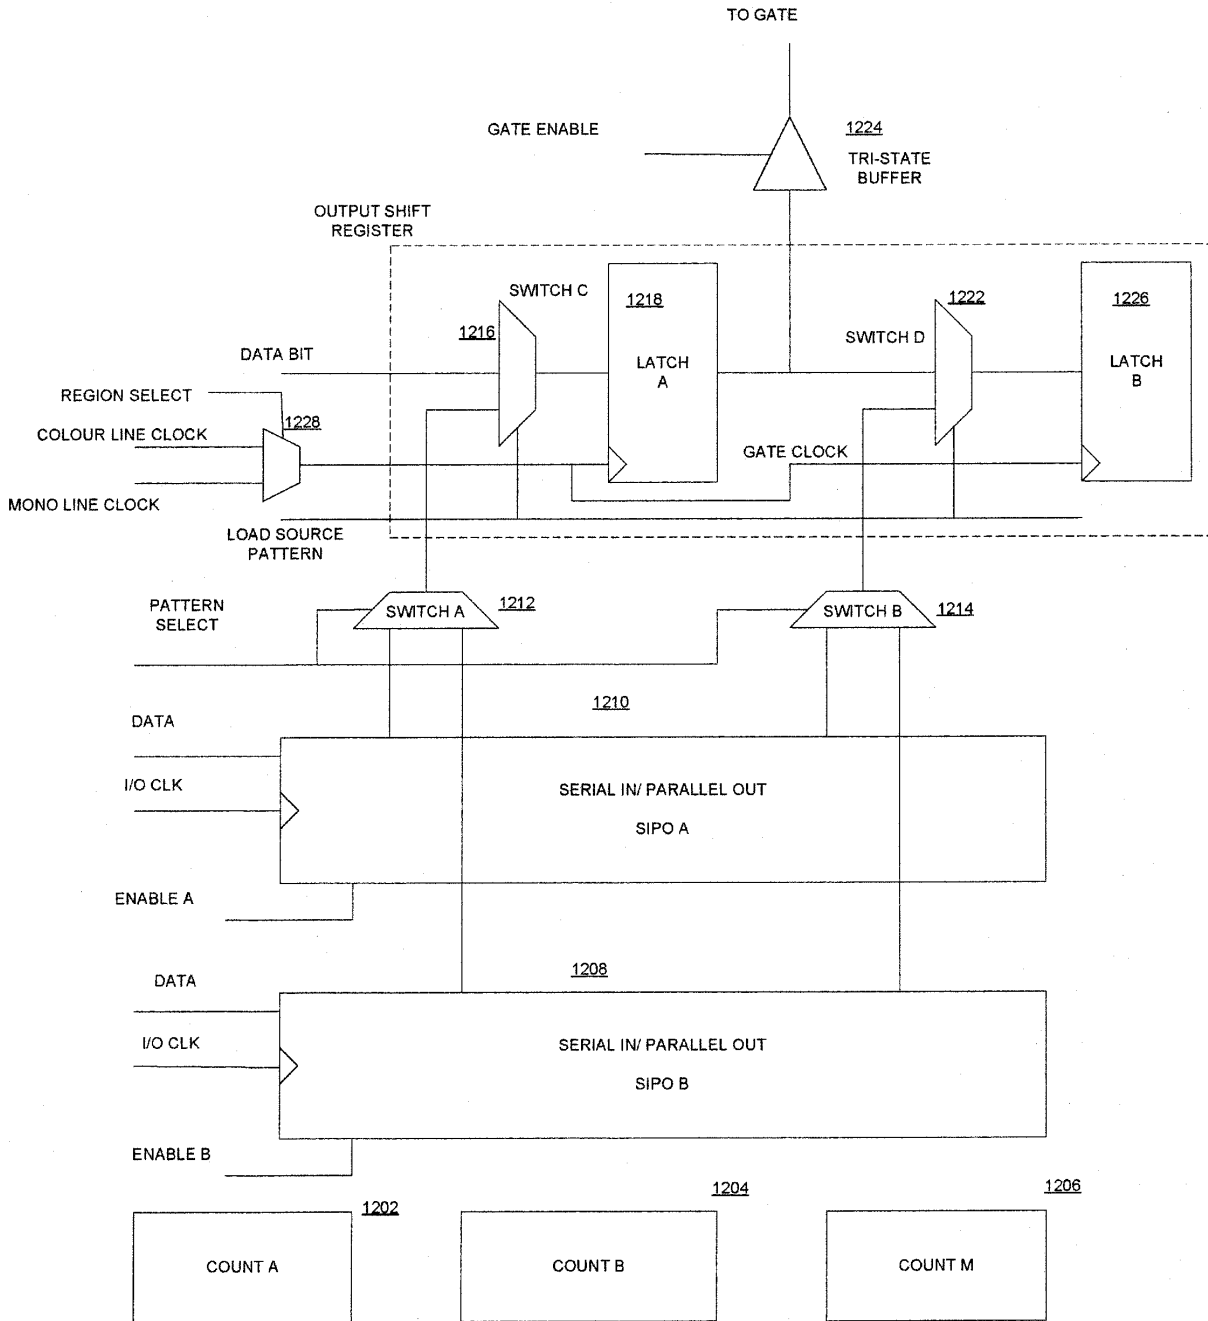 TO GATE
GATE ENABLE
1224
TRI-STATE
BUFFER
OUTPUT SHIFT
REGISTER
SWITCH C
1218
1222
1226
1216
SWITCH D
DATA BIT
LATCH
A
LATCH
B
REGION SELECT
1228
COLOUR LINE CLOCK
GATE CLOCK
MONO LINE CLOCK
LOAD SOURCE
PATTERN
PATTERN
SELECT
SWITCH A
1212
SWITCH B
1214
1210
DATA
I/O CLK
SERIAL IN/ PARALLEL OUT
SIPO A
ENABLE A
1208
DATA
I/O CLK
SERIAL IN/ PARALLEL OUT
SIPO B
ENABLE B
1202
1204
1206
COUNT A
COUNT B
COUNT M